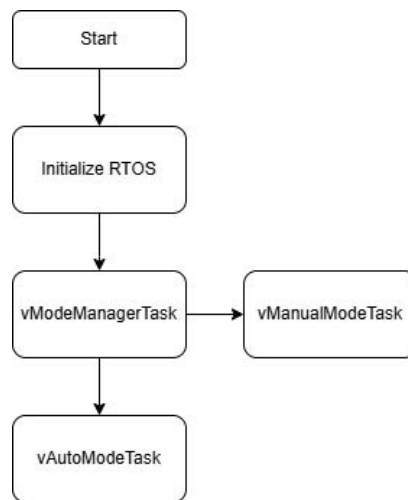 Start
Initialize RTOS
vModeManagerTask
vManualModeTask
vAutoModeTask